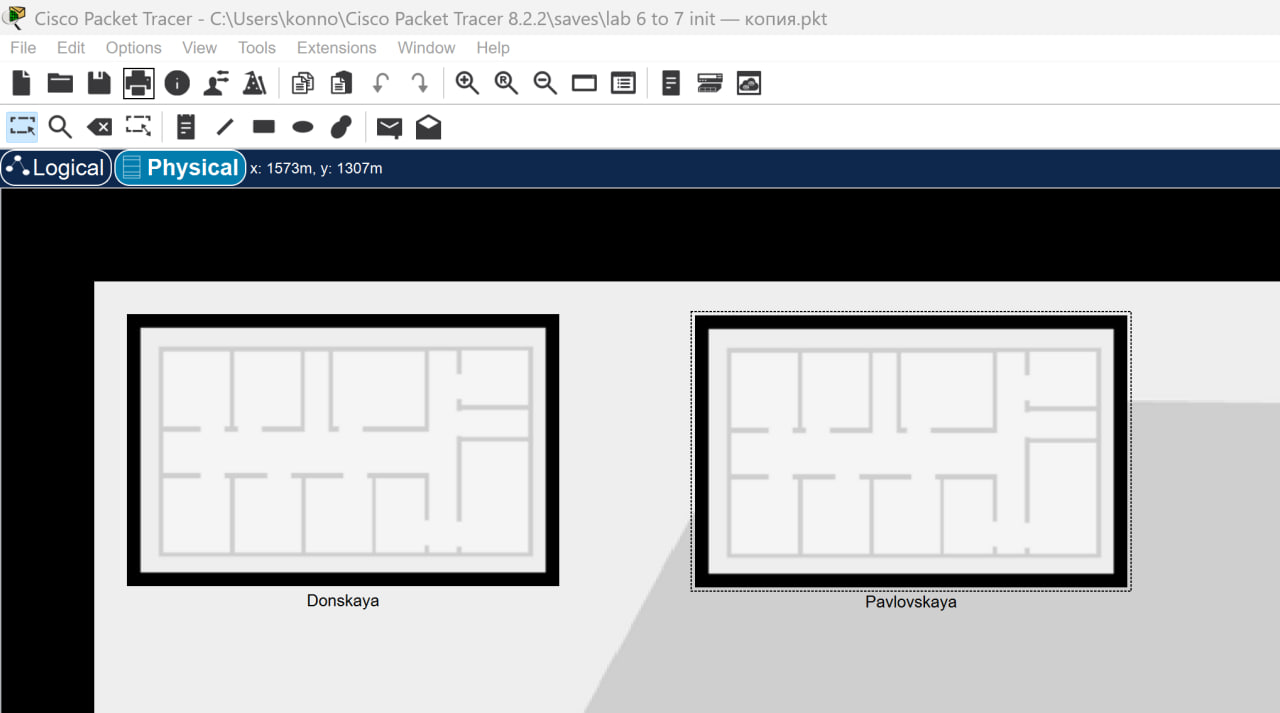 Cisco Packet Tracer - C:\Users\konno\Cisco Packet Tracer 8.2.2\saves\lab 6 to 7 init — копия.pkt
File Edit Options View Tools Extensions Window Help
Logical Physical x: 1573m, y: 1307m
Donskaya Pavlovskaya